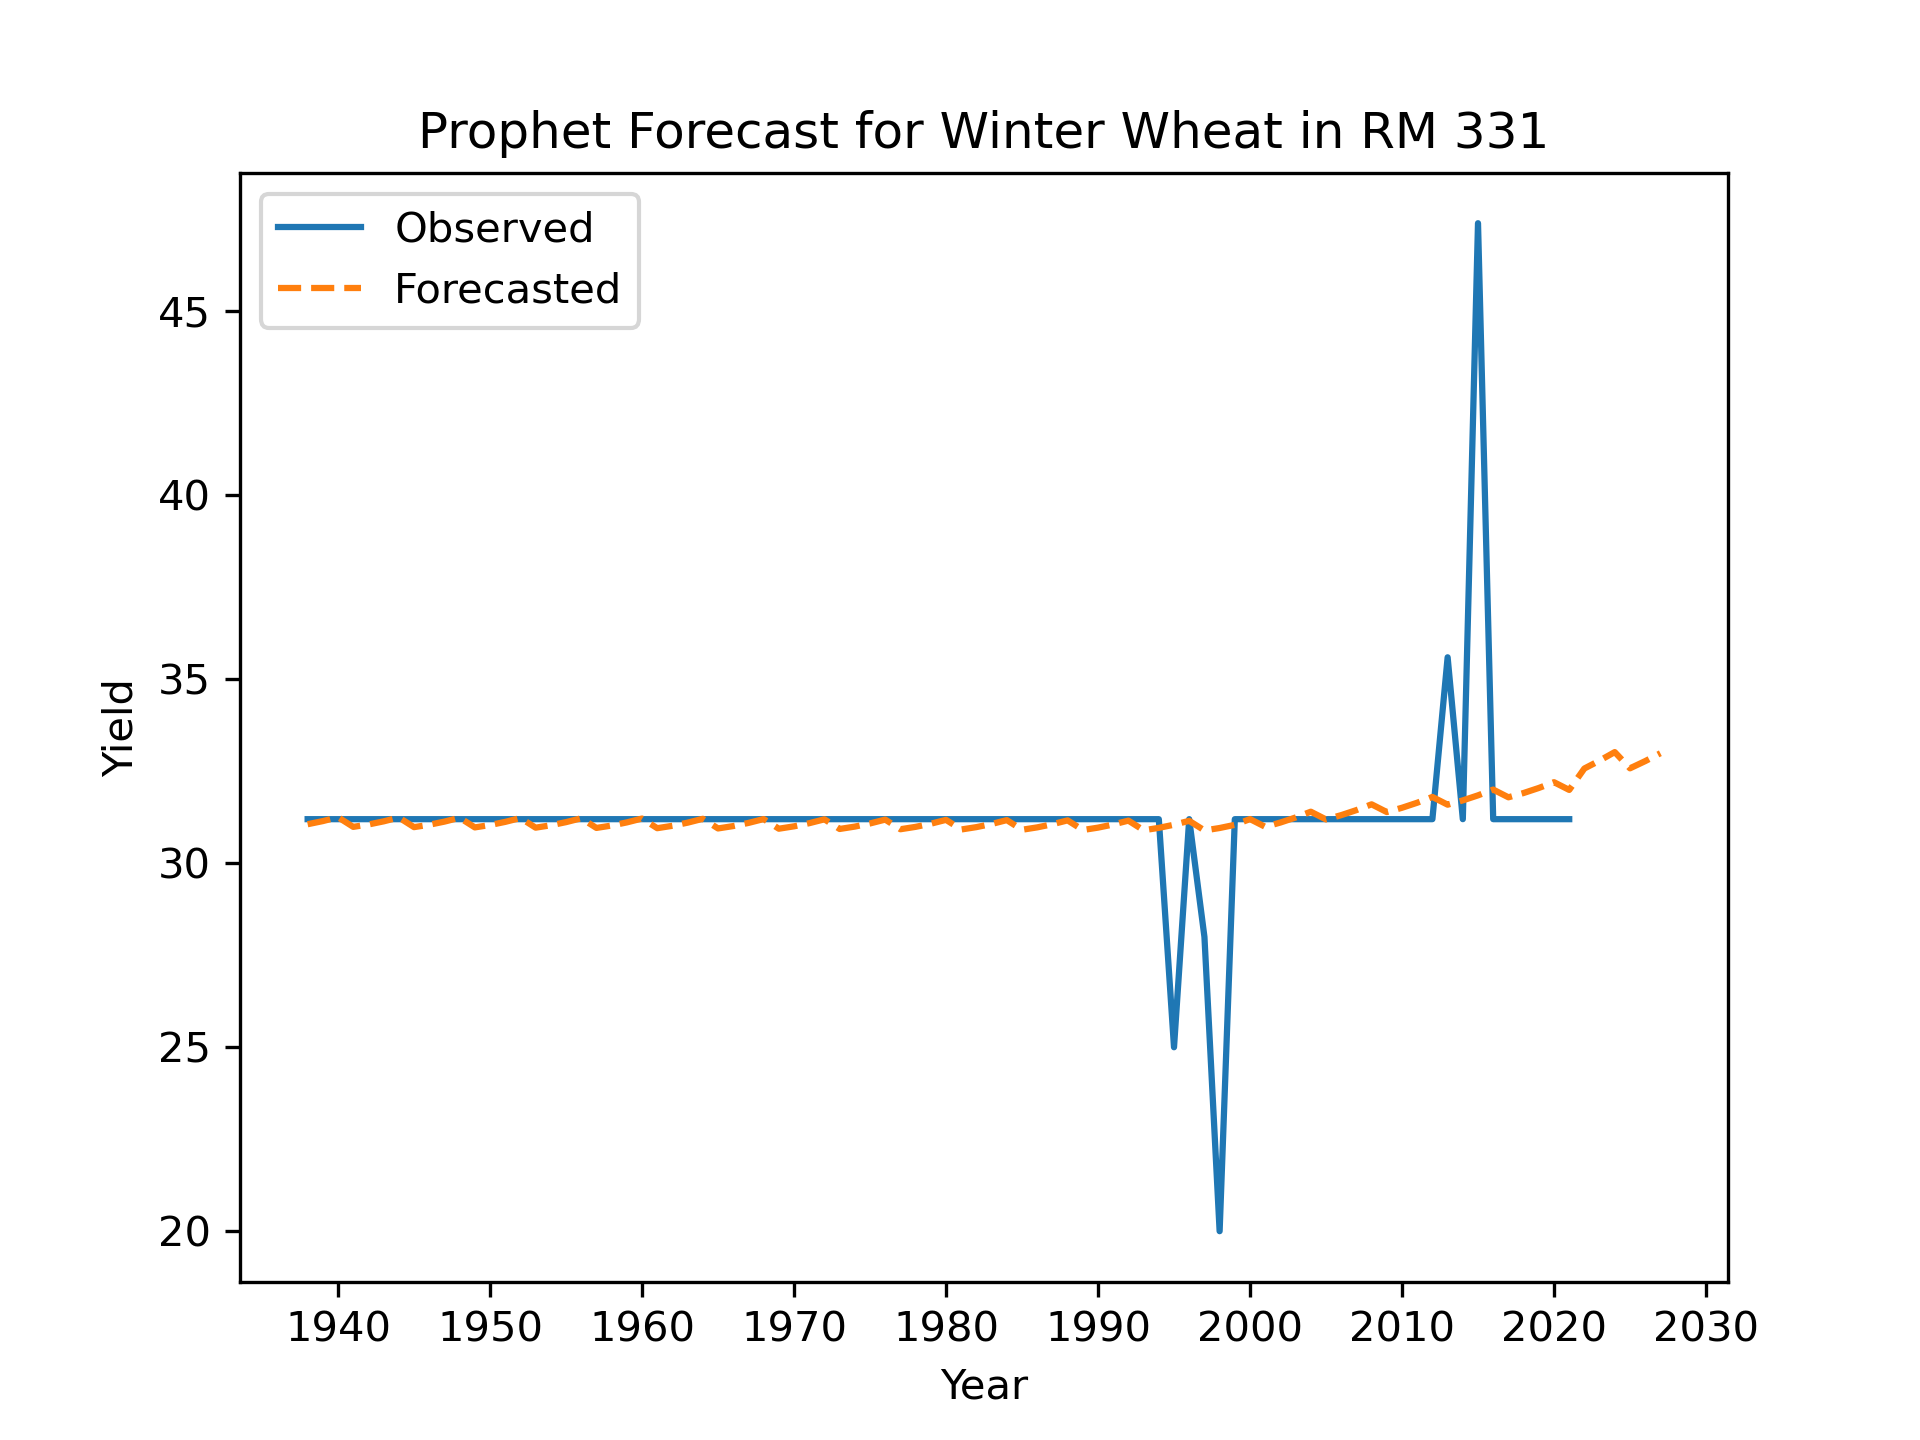 Prophet Forecast for Winter Wheat in RM 331
Observed
Forecasted
45
40
35
30
25
20
Yield
1940 1950 1960 1970 1980 1990 2000 2010 2020 2030
Year